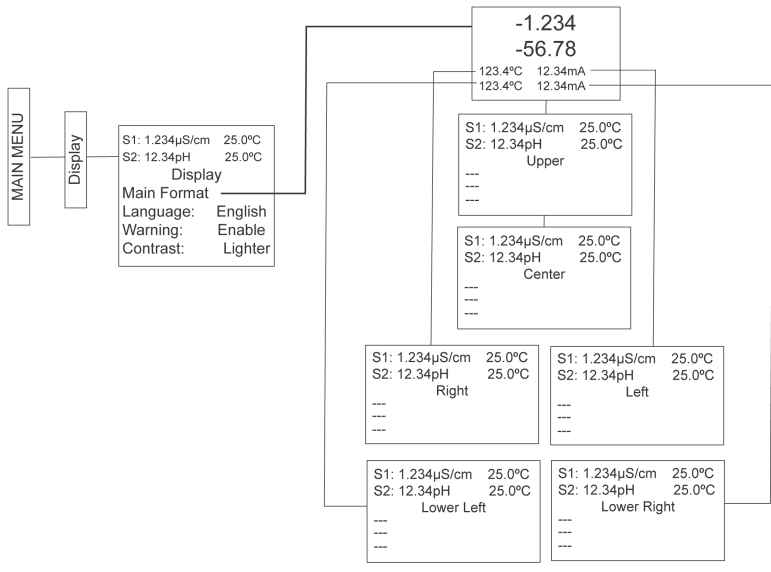 MAIN MENU
Display
S1: 1.234µS/cm 25.0ºC
S2: 12.34pH 25.0ºC
Display
Main Format
Language: English
Warning: Enable
Contrast: Lighter
-1.234
-56.78
123.4ºC 12.34mA
123.4ºC 12.34mA
S1: 1.234µS/cm 25.0ºC
S2: 12.34pH 25.0ºC
Upper
---
---
---
S1: 1.234µS/cm 25.0ºC
S2: 12.34pH 25.0ºC
Center
---
---
---
S1: 1.234µS/cm 25.0ºC
S2: 12.34pH 25.0ºC
Right
---
---
---
S1: 1.234µS/cm 25.0ºC
S2: 12.34pH 25.0ºC
Left
---
---
---
S1: 1.234µS/cm 25.0ºC
S2: 12.34pH 25.0ºC
Lower Left
---
---
---
S1: 1.234µS/cm 25.0ºC
S2: 12.34pH 25.0ºC
Lower Right
---
---
---